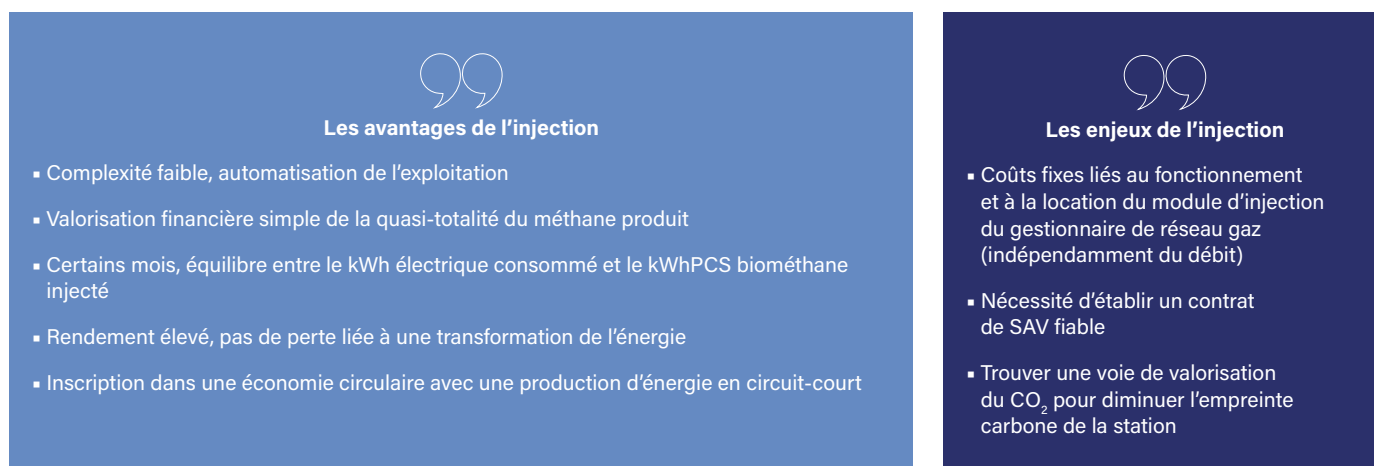 Les avantages de l’injection
▪ Complexité faible, automatisation de l’exploitation
▪ Valorisation financière simple de la quasi-totalité du méthane produit
▪ Certains mois, équilibre entre le kWh électrique consommé et le kWhPCS biométhane
injecté
▪ Rendement élevé, pas de perte liée à une transformation de l’énergie
▪ Inscription dans une économie circulaire avec une production d’énergie en circuit-court
Les enjeux de l’injection
▪ Coûts fixes liés au fonctionnement
et à la location du module d’injection
du gestionnaire de réseau gaz
(indépendamment du débit)
▪ Nécessité d’établir un contrat
de SAV fiable
▪ Trouver une voie de valorisation
du CO₂ pour diminuer l’empreinte
carbone de la station